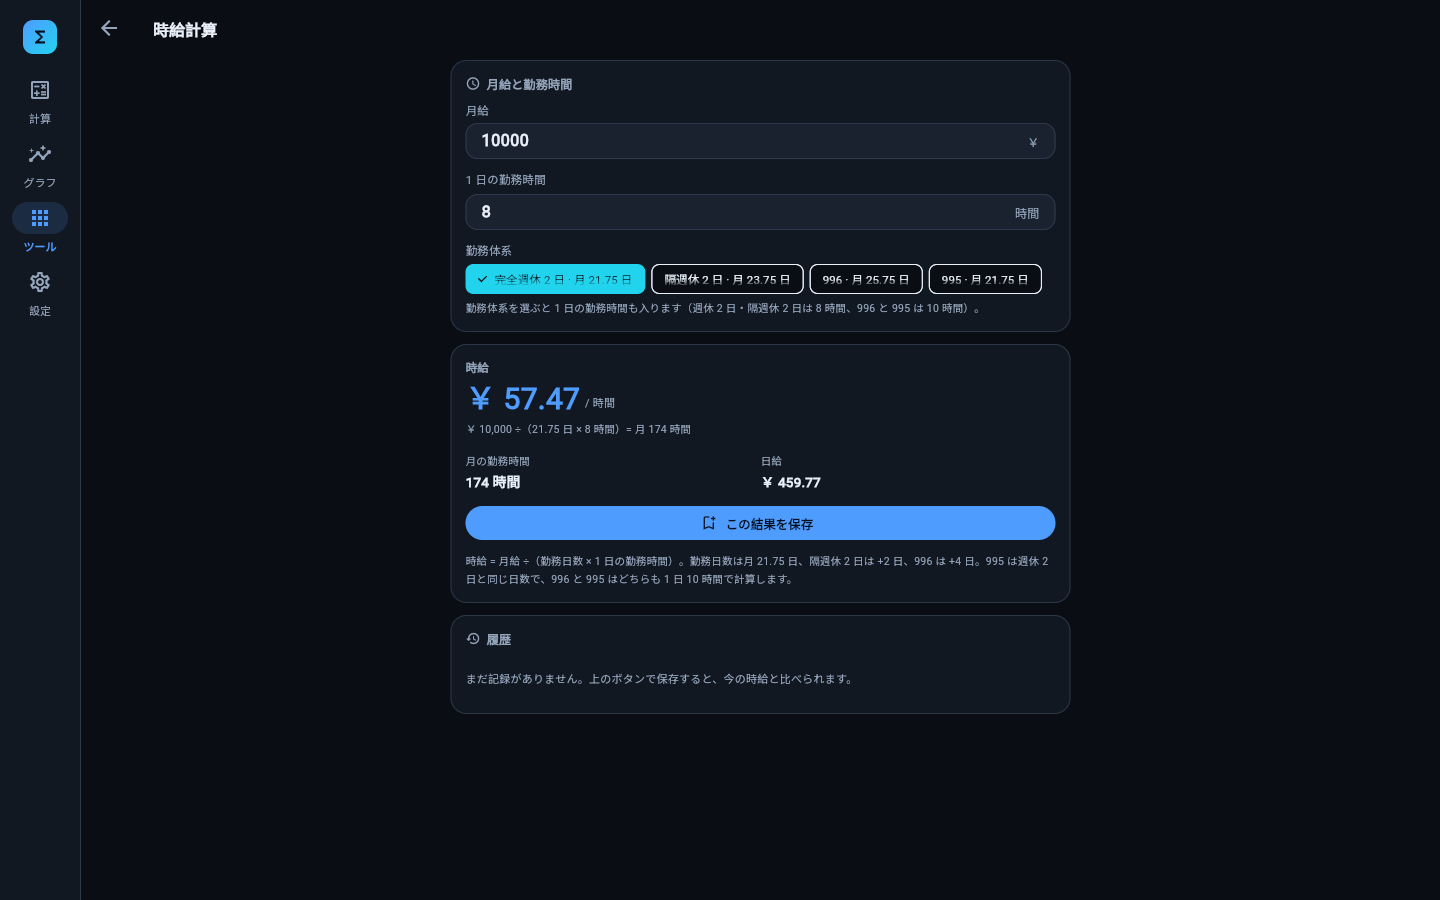 Σ
計算
グラフ
ツール
設定
時給計算
月給と勤務時間
月給
10000 ¥
1 日の勤務時間
8 時間
勤務体系
完全週休 2 日 · 月 21.75 日
隔週休 2 日 · 月 23.75 日
996 · 月 25.75 日
995 · 月 21.75 日
勤務体系を選ぶと 1 日の勤務時間も入ります（週休 2 日・隔週休 2 日は 8 時間、996 と 995 は 10 時間）。
時給
¥ 57.47 / 時間
¥ 10,000 ÷（21.75 日 × 8 時間）= 月 174 時間
月の勤務時間
174 時間
日給
¥ 459.77
この結果を保存
時給 = 月給 ÷（勤務日数 × 1 日の勤務時間）。勤務日数は月 21.75 日、隔週休 2 日は +2 日、996 は +4 日。995 は週休 2
日と同じ日数で、996 と 995 はどちらも 1 日 10 時間で計算します。
履歴
まだ記録がありません。上のボタンで保存すると、今の時給と比べられます。